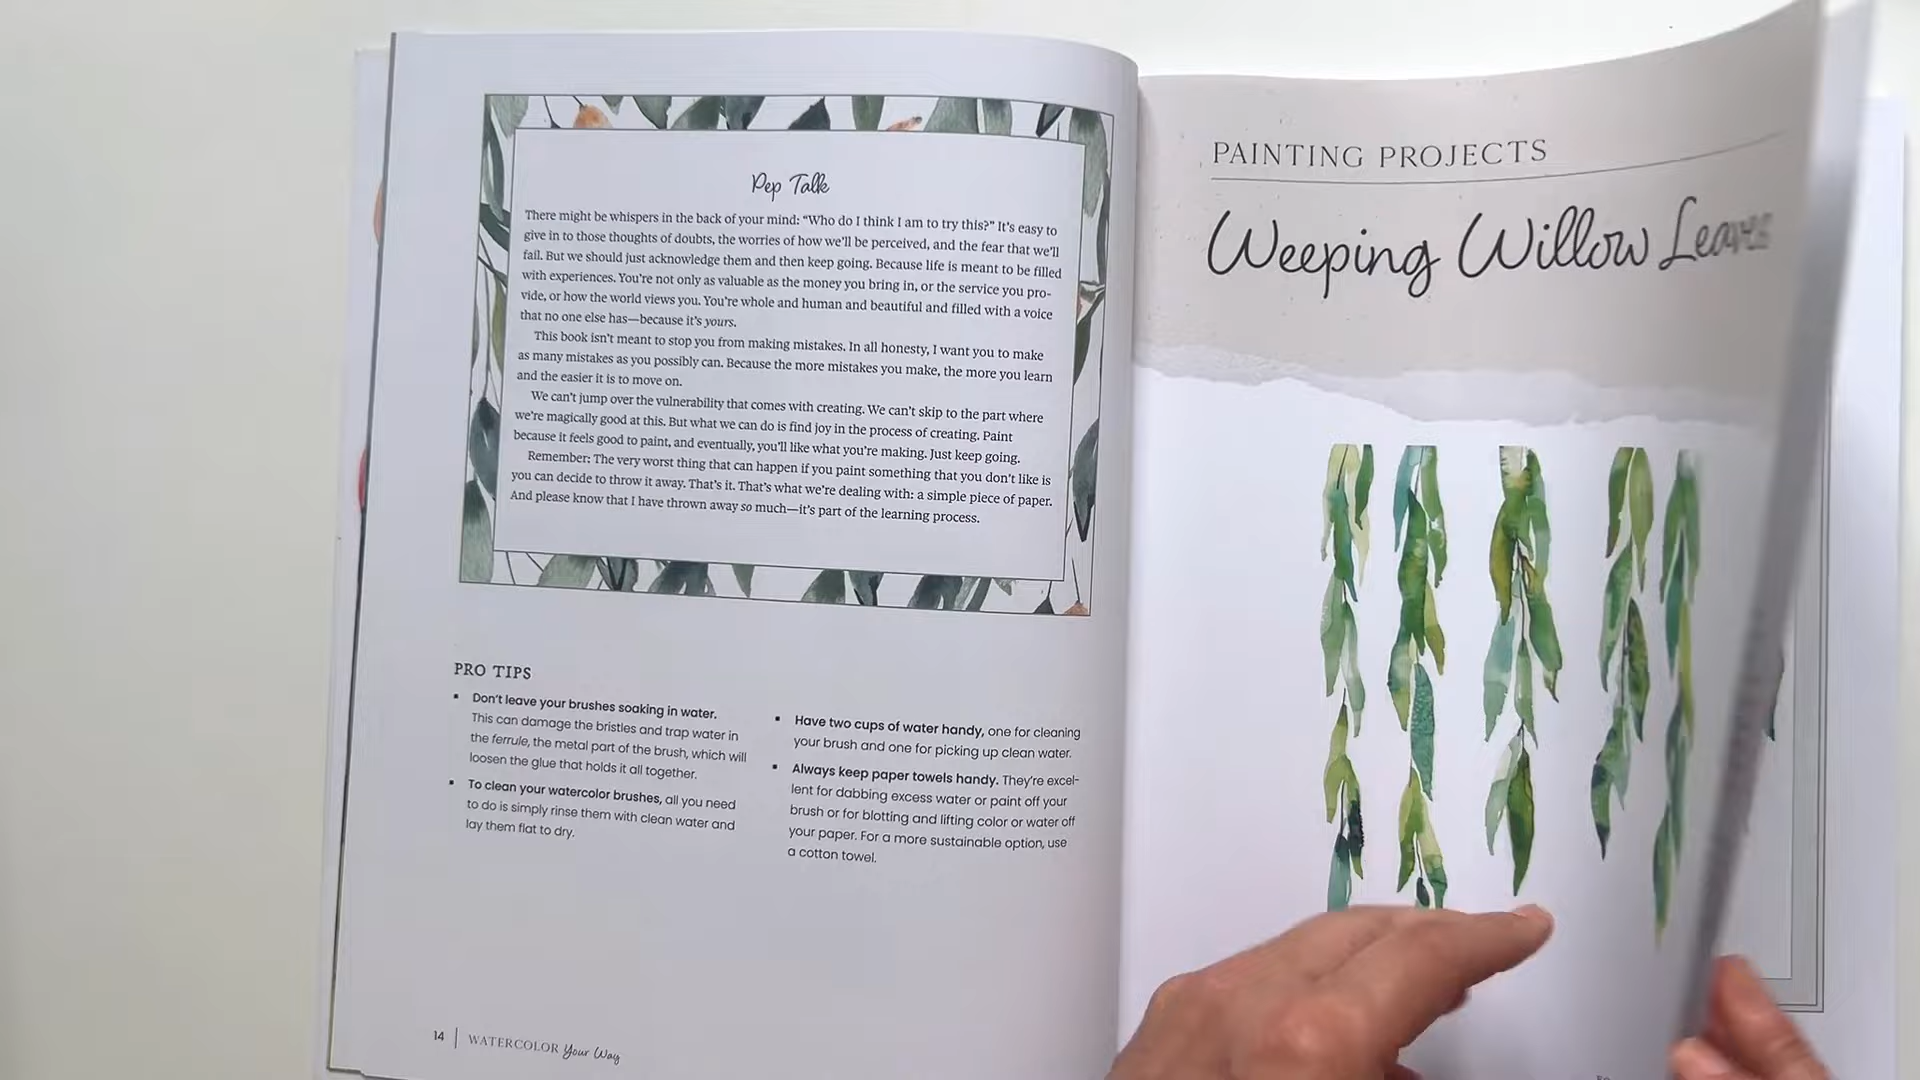 Pep Talk
There might be whispers in the back of your mind: “Who do I think I am to try this?” It’s easy to
give in to those thoughts of doubts, the worries of how we’ll be perceived, and the fear that we’ll
fail. But we should just acknowledge them and then keep going. Because life is meant to be filled
with experiences. You’re not only as valuable as the money you bring in, or the service you pro-
vide, or how the world views you. You’re whole and human and beautiful and filled with a voice
that no one else has—because it’s yours.
This book isn’t meant to stop you from making mistakes. In all honesty, I want you to make
as many mistakes as you possibly can. Because the more mistakes you make, the more you learn
and the easier it is to move on.
We can’t jump over the vulnerability that comes with creating. We can’t skip to the part where
we’re magically good at this. But what we can do is find joy in the process of creating. Paint
because it feels good to paint, and eventually, you’ll like what you’re making. Just keep going.
Remember: The very worst thing that can happen if you paint something that you don’t like is
you can decide to throw it away. That’s it. That’s what we’re dealing with: a simple piece of paper.
And please know that I have thrown away so much—it’s part of the learning process.
PRO TIPS
▪ Don’t leave your brushes soaking in water.
This can damage the bristles and trap water in
the ferrule, the metal part of the brush, which will
loosen the glue that holds it all together.
▪ To clean your watercolor brushes, all you need
to do is simply rinse them with clean water and
lay them flat to dry.
▪ Have two cups of water handy, one for cleaning
your brush and one for picking up clean water.
▪ Always keep paper towels handy. They’re excel-
lent for dabbing excess water or paint off your
brush or for blotting and lifting color or water off
your paper. For a more sustainable option, use
a cotton towel.
14 | WATERCOLOR Your Way
PAINTING PROJECTS
Weeping Willow Leaves